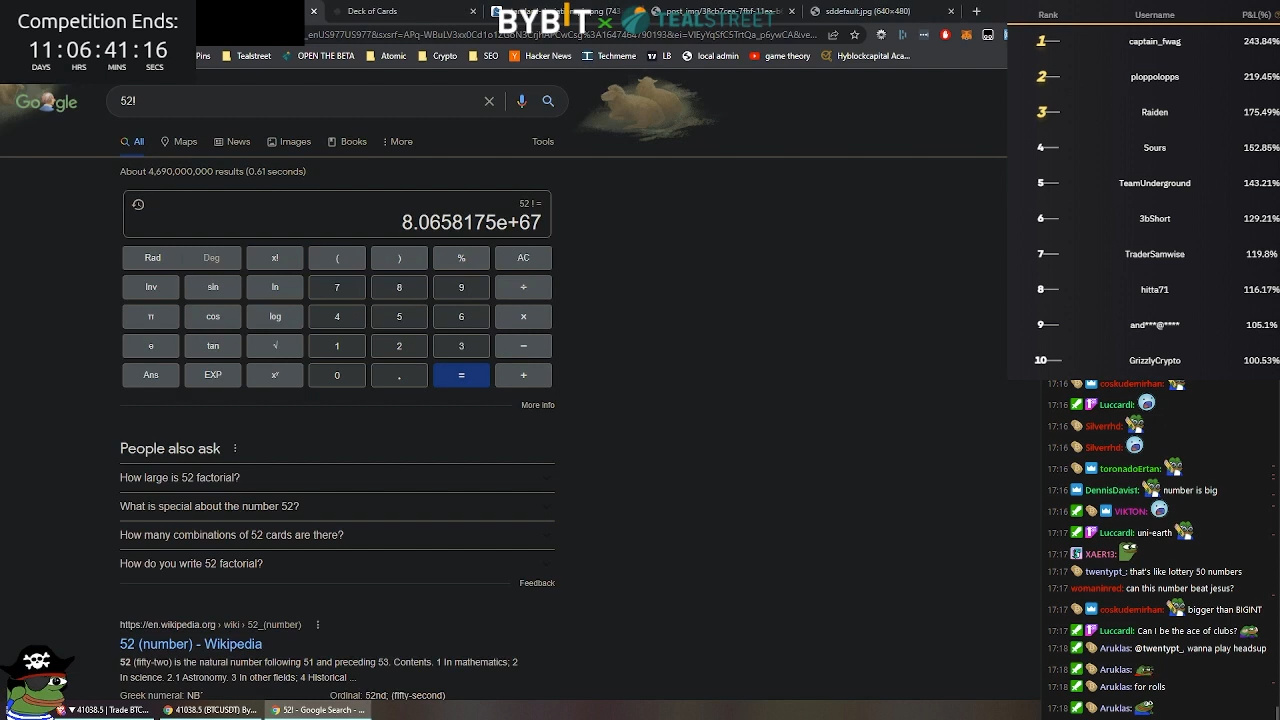 Competition Ends:
11:06:41:16
DAYS HRS MINS SECS
Deck of Cards
sddefault.jpg (640×480)
BYBIT × TEALSTREET
Pins
Tealstreet
OPEN THE BETA
Atomic
Crypto
SEO
Hacker News
Techmeme
LB
local admin
game theory
Hyblockcapital Aca...
Google
52!
All
Maps
News
Images
Books
More
Tools
About 4,690,000,000 results (0.61 seconds)
52 ! =
8.0658175e+67
Rad Deg x! ( ) % AC
Inv sin ln 7 8 9 ÷
π cos log 4 5 6 ×
e tan √ 1 2 3 −
Ans EXP xʸ 0 . = +
More info
People also ask
How large is 52 factorial?
What is special about the number 52?
How many combinations of 52 cards are there?
How do you write 52 factorial?
Feedback
https://en.wikipedia.org › wiki › 52_(number)
52 (number) - Wikipedia
52 (fifty-two) is the natural number following 51 and preceding 53. Contents. 1 In mathematics; 2
In science. 2.1 Astronomy. 3 In other fields; 4 Historical
Greek numeral: ΝΒ´
Ordinal: 52nd; (fifty-second)
41038.5 | Trade BTC...
41038.5 (BTCUSDT) By...
52! - Google Search - ...
Rank Username P&L(%)
1 captain_fwag 243.84%
2 ploppolopps 219.45%
3 Raiden 175.49%
4 Sours 152.85%
5 TeamUnderground 143.21%
6 3bShort 129.21%
7 TraderSamwise 119.8%
8 hitta71 116.17%
9 and***@**** 105.1%
10 GrizzlyCrypto 100.53%
17:16 coskudemirhan:
17:16 Luccardi:
17:16 Silverrhd:
17:16 Silverrhd:
17:16 toronadoErtan:
17:16 DennisDavis1: number is big
17:16 VIKTON:
17:17 Luccardi: uni-earth
17:17 XAER13:
17:17 twentypt_: that's like lottery 50 numbers
17:17 womaninred: can this number beat jesus?
17:17 coskudemirhan: bigger than BIGINT
17:17 Luccardi: Can I be the ace of clubs?
17:18 Aruklas: @twentypt_ wanna play headsup
17:18 Aruklas:
17:18 Aruklas: for rolls
17:18 Aruklas: